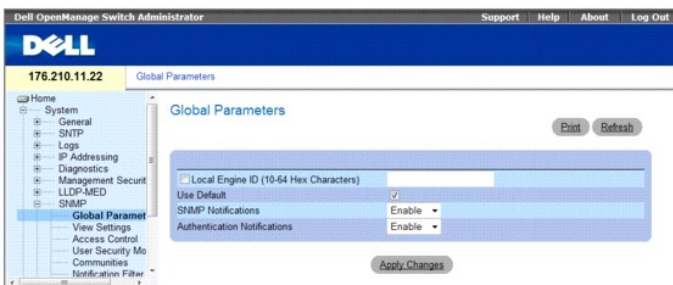 Dell OpenManage Switch Administrator
Support Help About Log Out
DELL
176.210.11.22
Global Parameters
Home
System
General
SNTP
Logs
IP Addressing
Diagnostics
Management Securit
LLDP-MED
SNMP
Global Paramet
View Settings
Access Control
User Security Mo
Communities
Notification Filter
Global Parameters
Print Refresh
Local Engine ID (10-64 Hex Characters)
Use Default
SNMP Notifications Enable
Authentication Notifications Enable
Apply Changes